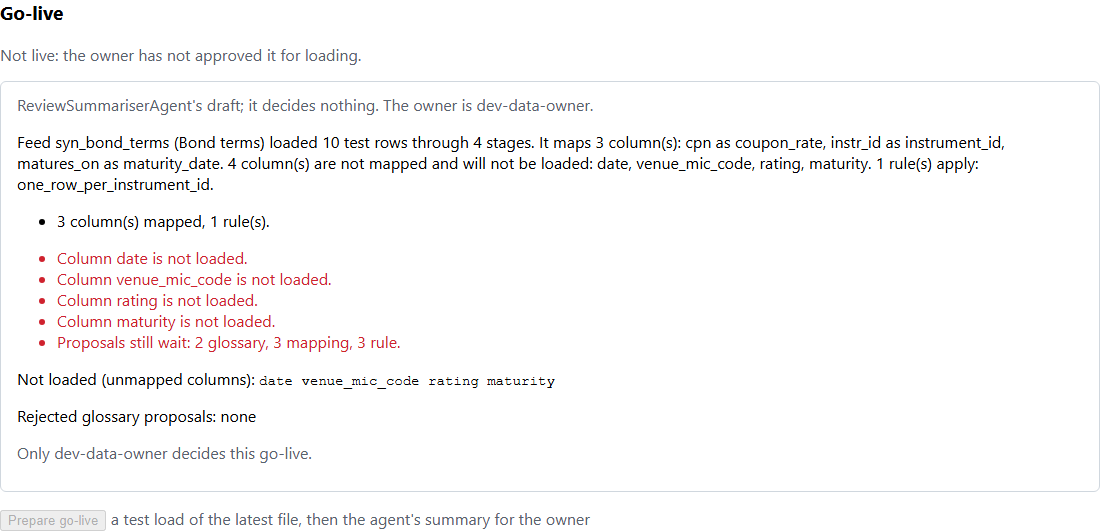 Go-live
Not live: the owner has not approved it for loading.
ReviewSummariserAgent's draft; it decides nothing. The owner is dev-data-owner.
Feed syn_bond_terms (Bond terms) loaded 10 test rows through 4 stages. It maps 3 column(s): cpn as coupon_rate, instr_id as instrument_id,
matures_on as maturity_date. 4 column(s) are not mapped and will not be loaded: date, venue_mic_code, rating, maturity. 1 rule(s) apply:
one_row_per_instrument_id.
• 3 column(s) mapped, 1 rule(s).
• Column date is not loaded.
• Column venue_mic_code is not loaded.
• Column rating is not loaded.
• Column maturity is not loaded.
• Proposals still wait: 2 glossary, 3 mapping, 3 rule.
Not loaded (unmapped columns): date venue_mic_code rating maturity
Rejected glossary proposals: none
Only dev-data-owner decides this go-live.
Prepare go-live a test load of the latest file, then the agent's summary for the owner